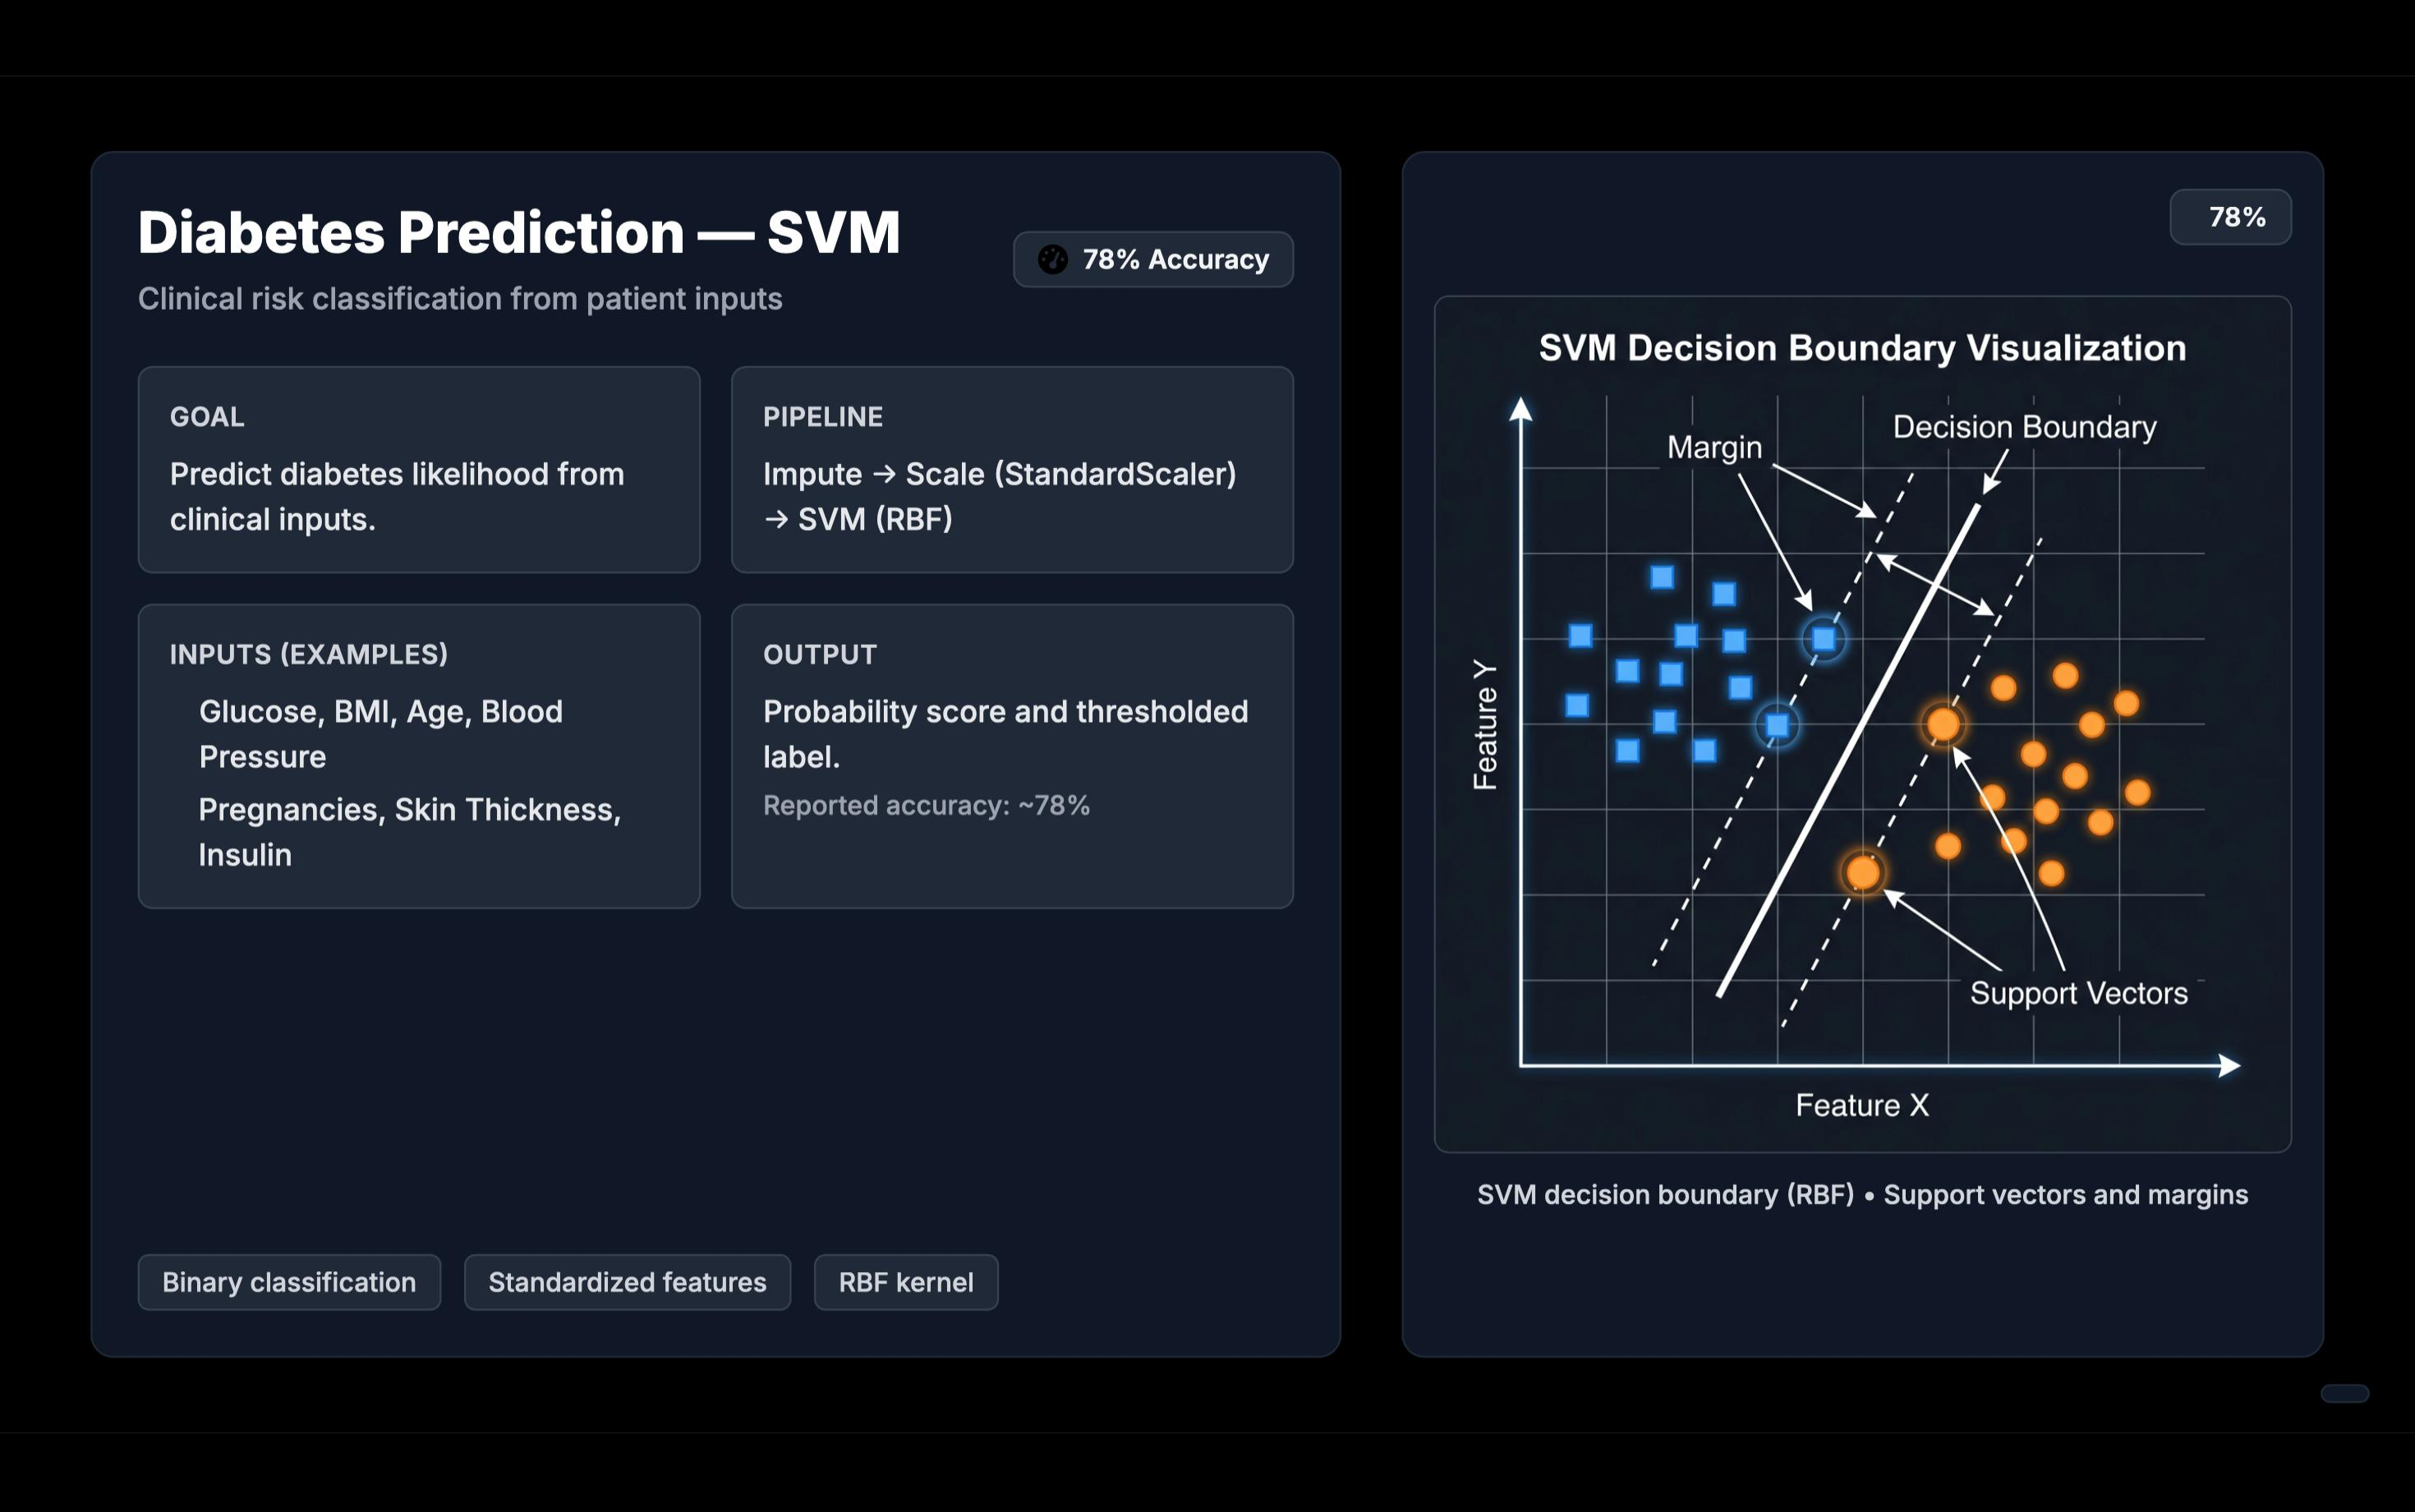 Diabetes Prediction — SVM
Clinical risk classification from patient inputs
78% Accuracy
GOAL
Predict diabetes likelihood from
clinical inputs.
PIPELINE
Impute → Scale (StandardScaler)
→ SVM (RBF)
INPUTS (EXAMPLES)
Glucose, BMI, Age, Blood
Pressure
Pregnancies, Skin Thickness,
Insulin
OUTPUT
Probability score and thresholded
label.
Reported accuracy: ~78%
Binary classification
Standardized features
RBF kernel
78%
SVM Decision Boundary Visualization
Margin
Decision Boundary
Feature Y
Support Vectors
Feature X
SVM decision boundary (RBF) • Support vectors and margins